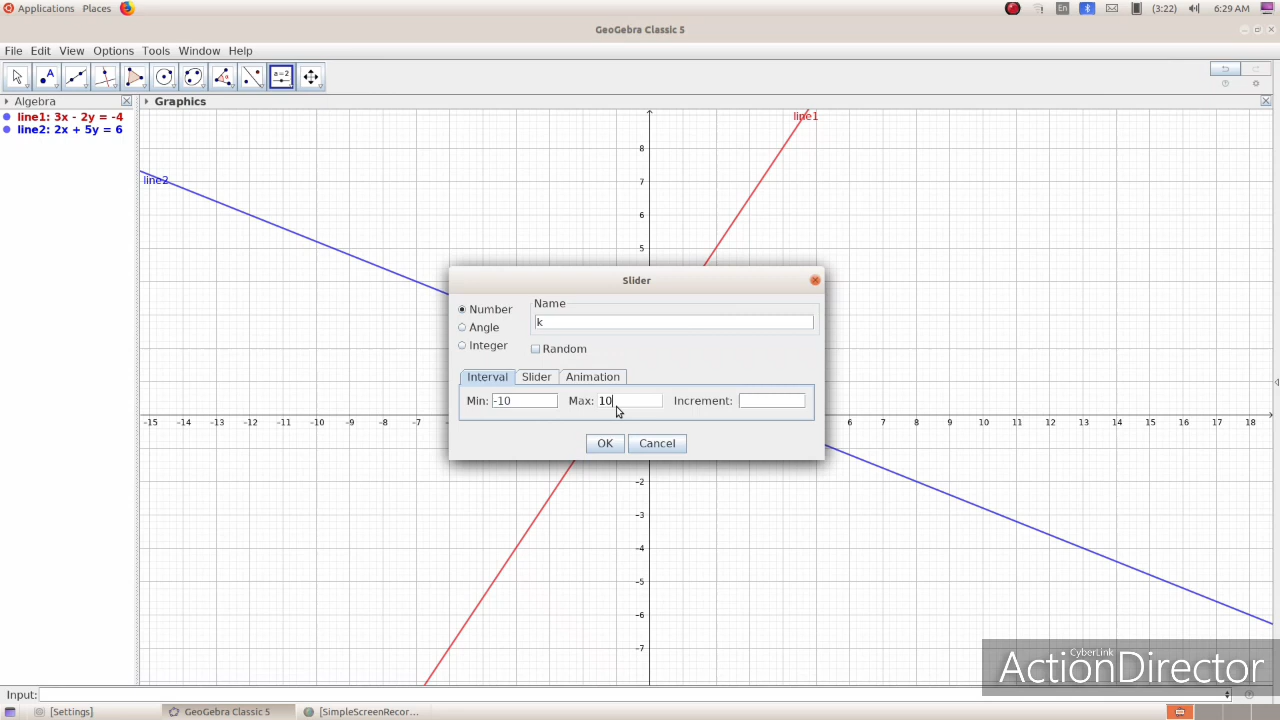 Applications Places En (3:22) 6:29 AM
GeoGebra Classic 5
File Edit View Options Tools Window Help
A a=2
Algebra Graphics
line1: 3x - 2y = -4
line2: 2x + 5y = 6
line1
line2
8
7
6
5
Slider
Number
Angle
Integer
Name
k
Random
Interval Slider Animation
Min: -10 Max: 10 Increment:
OK Cancel
-15 -14 -13 -12 -11 -10 -9 -8 -7 -6 6 7 8 9 10 11 12 13 14 15 16 17 18
-2
-3
-4
-5
-6
-7
CyberLink
ActionDirector
Input:
[Settings] GeoGebra Classic 5 [SimpleScreenRecor...